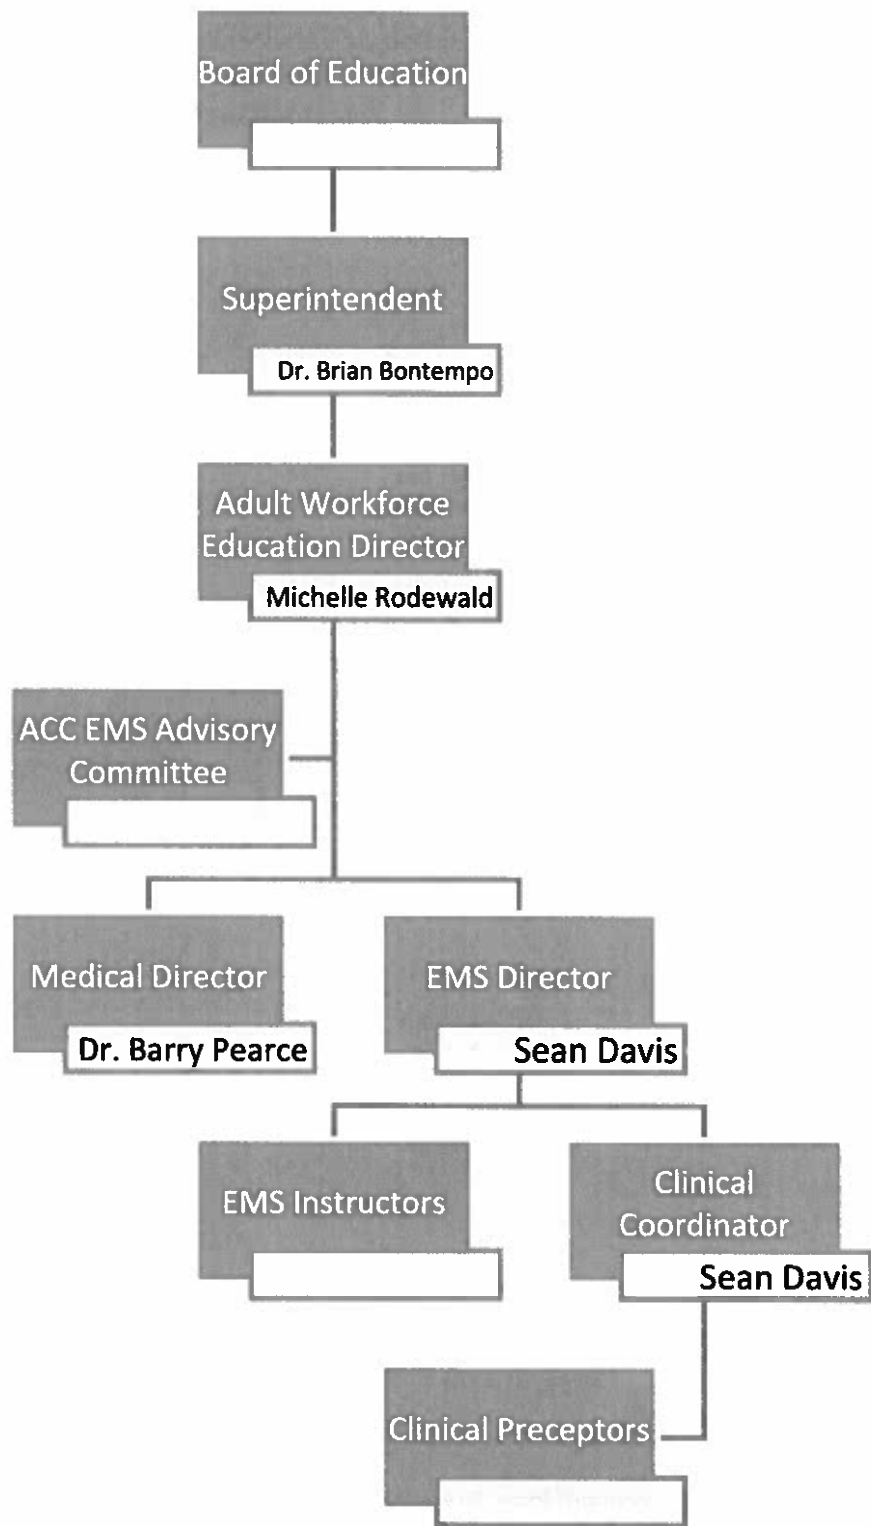 Board of Education
Superintendent
Dr. Brian Bontempo
Adult Workforce
Education Director
Michelle Rodewald
ACC EMS Advisory
Committee
Medical Director
Dr. Barry Pearce
EMS Director
Sean Davis
EMS Instructors
Clinical
Coordinator
Sean Davis
Clinical Preceptors